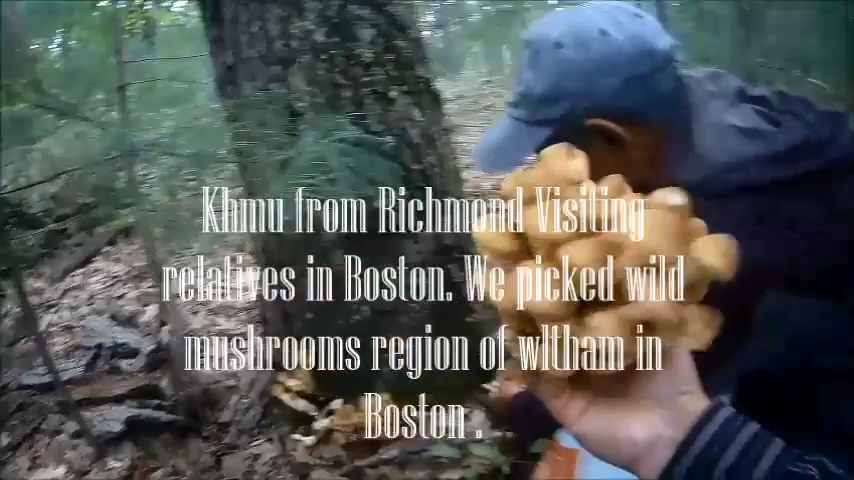 Khmu from Richmond Visiting
relatives in Boston. We picked wild
mushrooms region of wltham in
Boston .